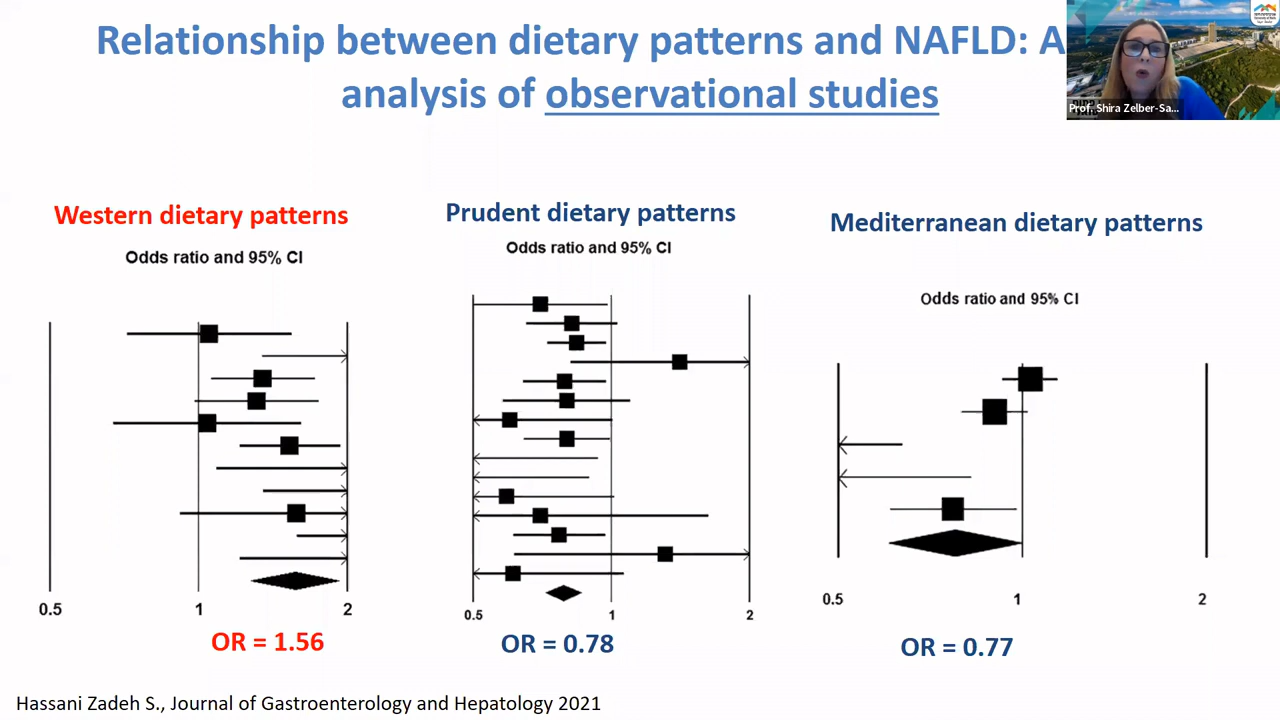 Relationship between dietary patterns and NAFLD: A
analysis of observational studies
Prof. Shira Zelber-Sa...
Western dietary patterns
Odds ratio and 95% CI
0.5 1 2
OR = 1.56
Prudent dietary patterns
Odds ratio and 95% CI
0.5 1 2
OR = 0.78
Mediterranean dietary patterns
Odds ratio and 95% CI
0.5 1 2
OR = 0.77
Hassani Zadeh S., Journal of Gastroenterology and Hepatology 2021